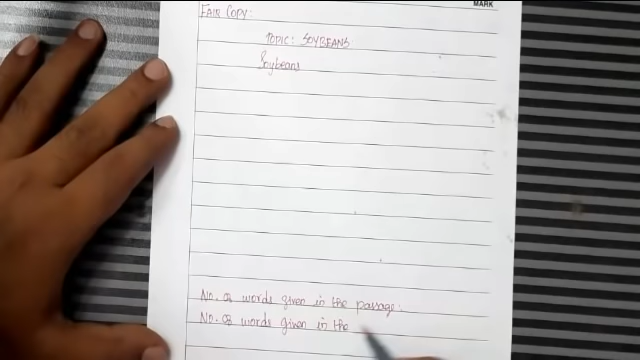 MARK
FAIR COPY:
TOPIC: SOYBEANS.
Soybeans
No. of words given in the passage:
No. of words given in the